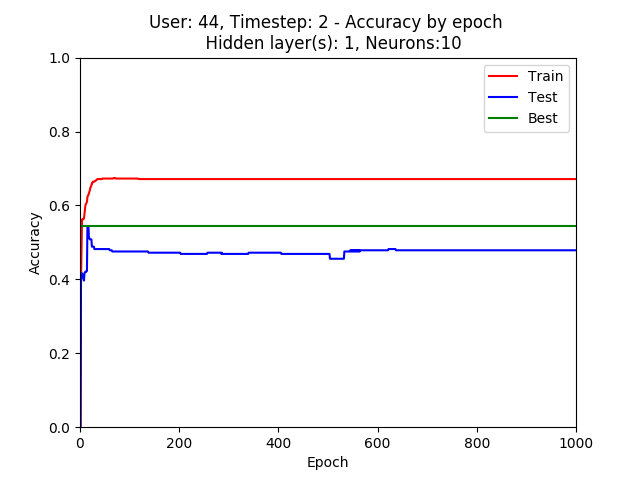 User: 44, Timestep: 2 - Accuracy by epoch
Hidden layer(s): 1, Neurons:10
1.0
0.8
0.6
0.4
0.2
0.0
Accuracy
Train
Test
Best
0
200
400
600
800
1000
Epoch